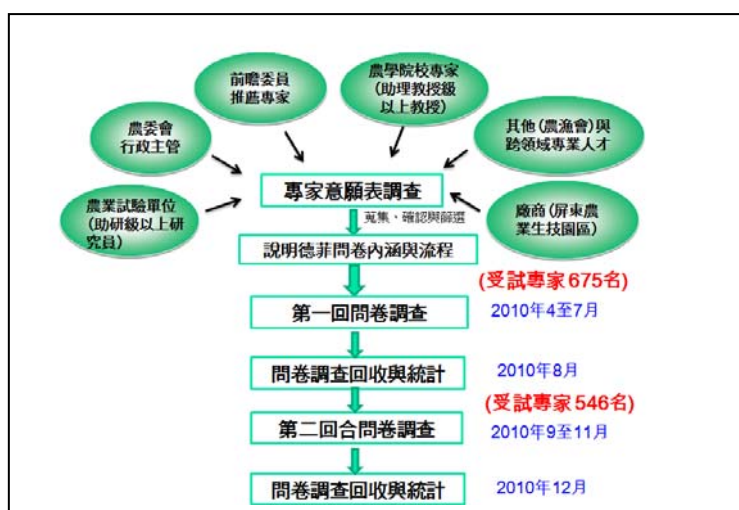 前瞻委員
推薦專家
農學院校專家
(助理教授級
以上教授)
農委會
行政主管
其他(農漁會)與
跨領域專業人才
專家意願表調查
農業試驗單位
(助研級以上研
究員)
蒐集、確認與篩選
廠商(屏東農
業生技園區)
說明德菲問卷內涵與流程
(受試專家675名)
第一回問卷調查
2010年4至7月
問卷調查回收與統計
2010年8月
(受試專家546名)
第二回合問卷調查
2010年9至11月
問卷調查回收與統計
2010年12月